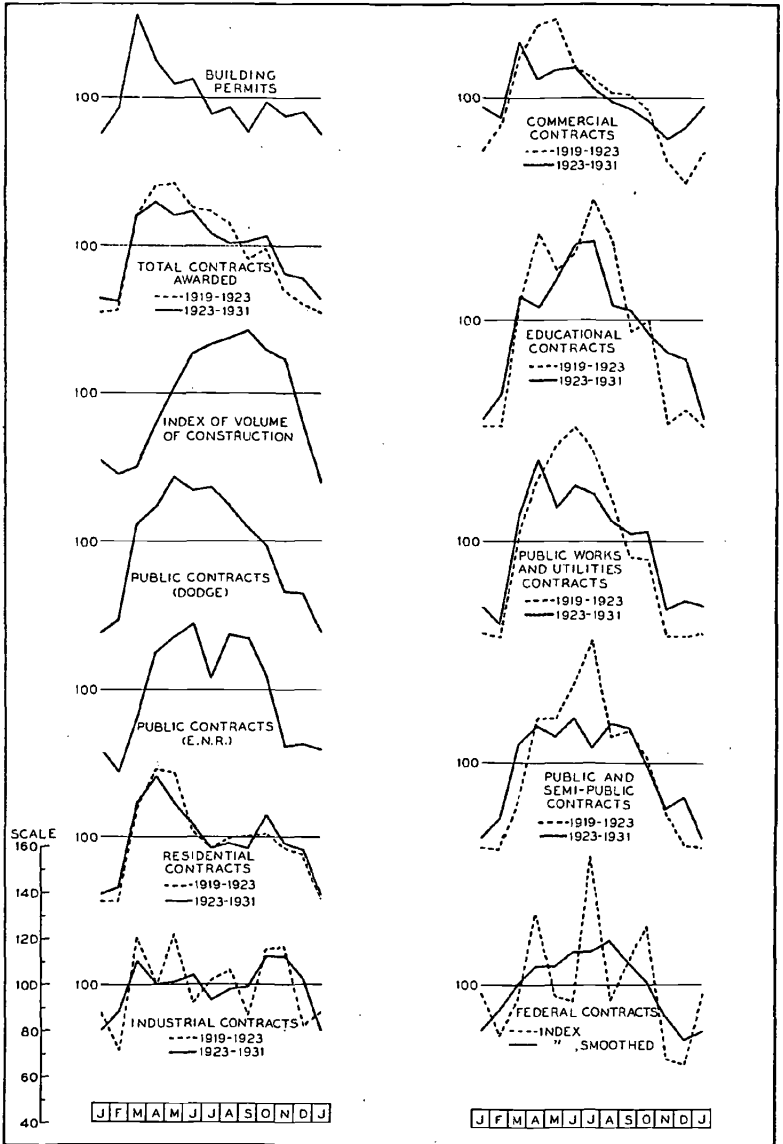 100
BUILDING
PERMITS
100
TOTAL CONTRACTS
AWARDED
1919-1923
1923-1931
100
INDEX OF VOLUME
OF CONSTRUCTION
100
PUBLIC CONTRACTS
(DODGE)
100
PUBLIC CONTRACTS
(E.N.R.)
100
RESIDENTIAL
CONTRACTS
1919-1923
1923-1931
SCALE
160
140
120
100
80
60
40
100
INDUSTRIAL CONTRACTS
1919-1923
1923-1931
J F M A M J J A S O N D J
100
COMMERCIAL
CONTRACTS
1919-1923
1923-1931
100
EDUCATIONAL
CONTRACTS
1919-1923
1923-1931
100
PUBLIC WORKS
AND UTILITIES
CONTRACTS
1919-1923
1923-1931
100
PUBLIC AND
SEMI-PUBLIC
CONTRACTS
1919-1923
1923-1931
100
FEDERAL CONTRACTS
INDEX
" , SMOOTHED
J F M A M J J A S O N D J